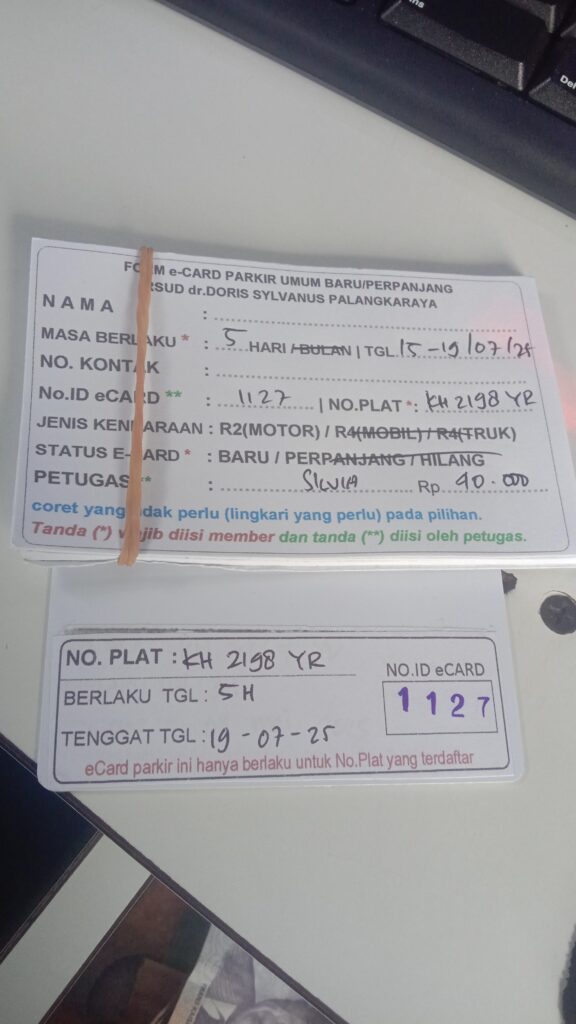 FORM e-CARD PARKIR UMUM BARU/PERPANJANG
RSUD dr.DORIS SYLVANUS PALANGKARAYA
NAMA :
MASA BERLAKU * : 5 HARI / BULAN | TGL 15-19/07/25
NO. KONTAK :
No.ID eCARD ** : 1127 | NO.PLAT *: KH 2198 YR
JENIS KENDARAAN : R2(MOTOR) / R4(MOBIL) / R4(TRUK)
STATUS E-CARD * : BARU / PERPANJANG / HILANG
PETUGAS ** : SILVIA Rp. 40.000
coret yang tidak perlu (lingkari yang perlu) pada pilihan.
Tanda (*) wajib diisi member dan tanda (**) diisi oleh petugas.
NO. PLAT : KH 2198 YR
NO.ID eCARD
BERLAKU TGL : 5 H
1127
TENGGAT TGL : 19-07-25
eCard parkir ini hanya berlaku untuk No.Plat yang terdaftar